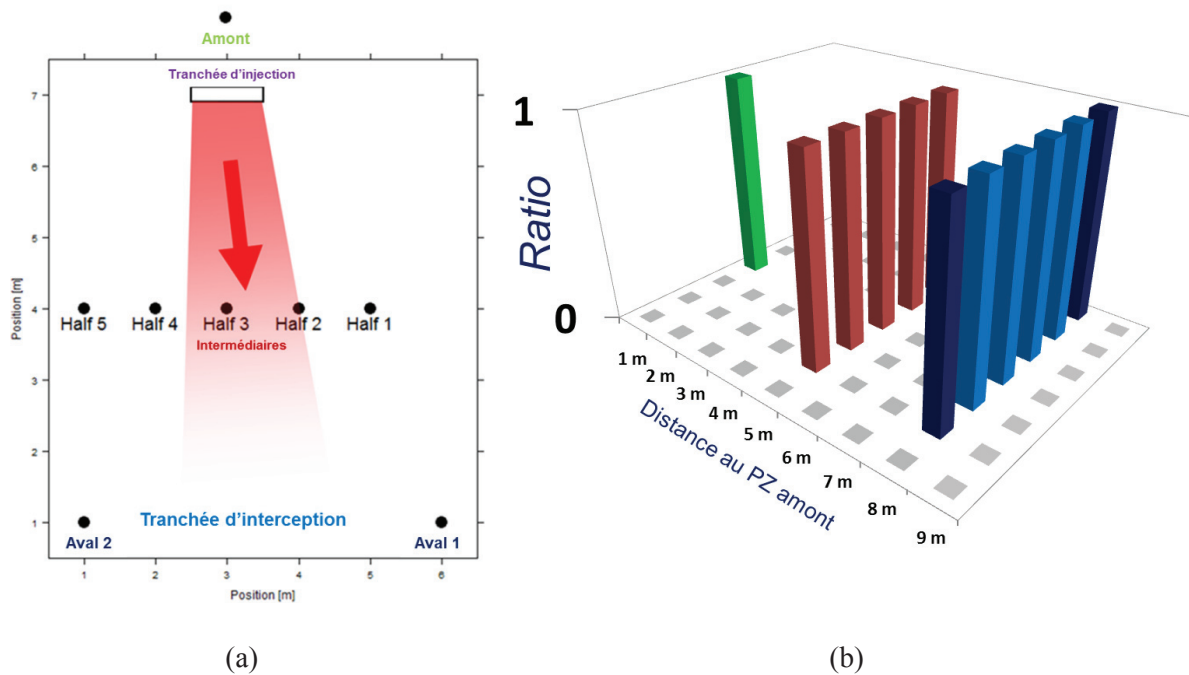 Amont
Tranchée d'injection
7
6
5
4
3
2
1
Position [m]
Half 5
Half 4
Half 3
Half 2
Half 1
Intermédiaires
Tranchée d'interception
Aval 2
Aval 1
1
2
3
4
5
6
Position [m]
(a)
b)
1
0
Ratio
1 m
2 m
3 m
4 m
5 m
6 m
7 m
8 m
9 m
Distance au PZ amont
(b)